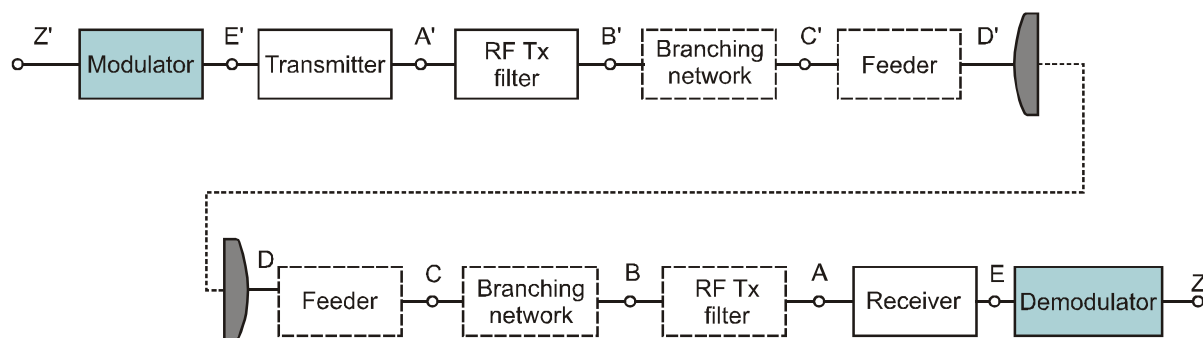 Z' E' A' B' C' D'
Modulator Transmitter RF Tx filter Branching network Feeder
D C B A E Z
Feeder Branching network RF Tx filter Receiver Demodulator